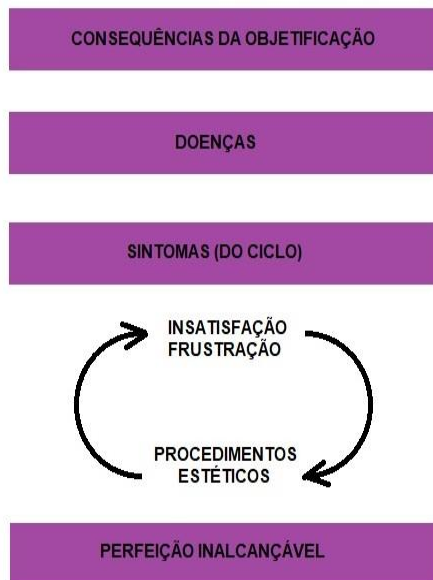 CONSEQUÊNCIAS DA OBJETIFICAÇÃO
DOENÇAS
SINTOMAS (DO CICLO)
INSATISFAÇÃO
FRUSTRAÇÃO
PROCEDIMENTOS
ESTÉTICOS
PERFEIÇÃO INALCANÇÁVEL